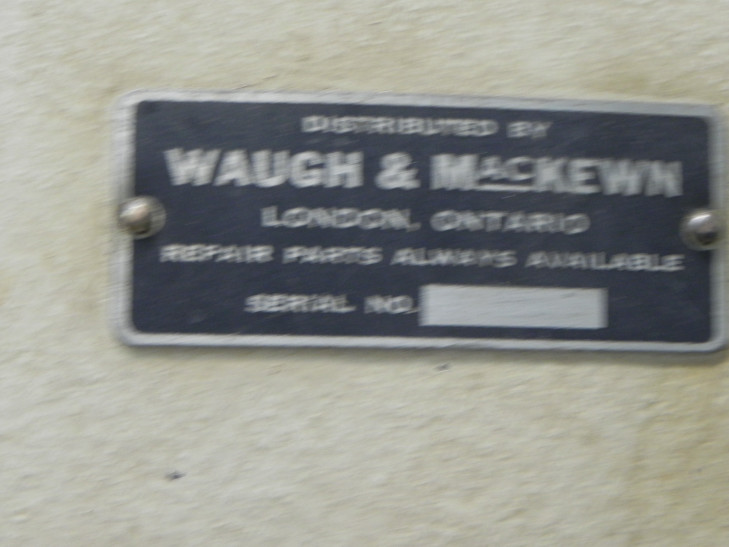 DISTRIBUTED BY
WAUGH & MACKEWN
LONDON, ONTARIO
REPAIR PARTS ALWAYS AVAILABLE
SERIAL NO.